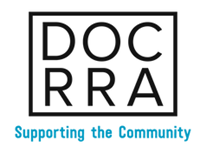 DOC
RRA
Supporting the Community